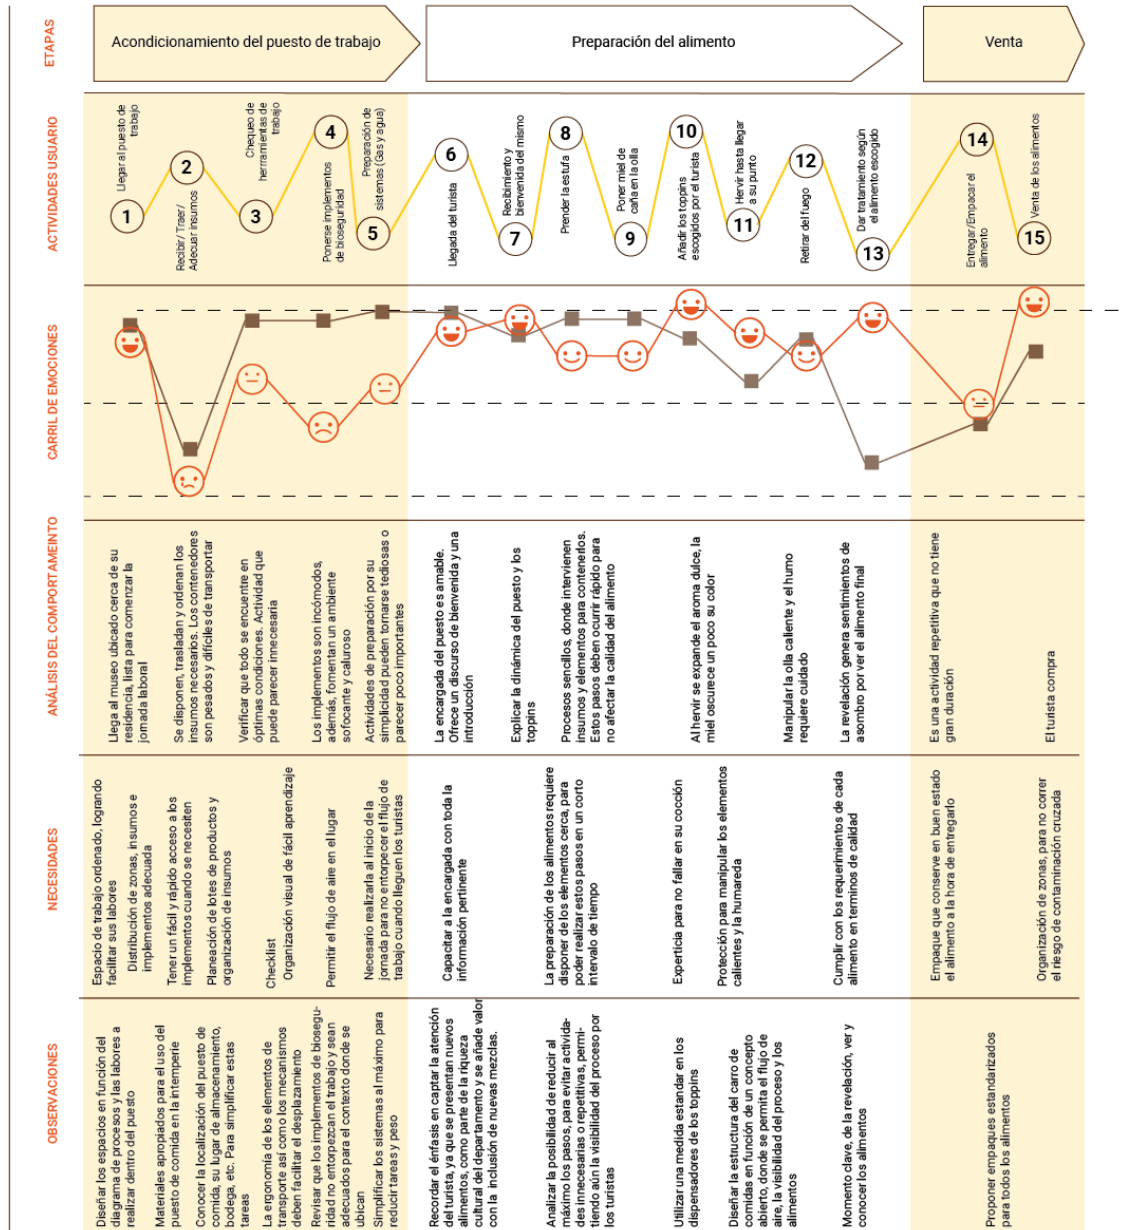 ETAPAS
Acondicionamiento del puesto de trabajo
Preparación del alimento
Venta
ACTIVIDADES USUARIO
1
Llegar al puesto de
trabajo
2
Recibir/ Traer/
Adecuar insumos
3
Chequeo de
herrramientas de
trabajo
4
Ponerse implementos
de bioseguridad
5
Preparación de
sistemas (Gas y agua)
6
Llegada del turista
7
Recibimiento y
bienvenida del mismo
8
Prender la estufa
9
Poner miel de
caña en la olla
10
Añadir los toppins
escogidos por el turista
11
Hervir hasta llegar
a su punto
12
Retirar del fuego
13
Dar tratamiento según
el alimento escogido
14
Entregar/Empacar el
alimento
15
Venta de los alimentos
CARRIL DE EMOCIONES
ANÁLISIS DEL COMPORTAMEINTO
Llega al museo ubicado cerca de su
residencia, lista para comenzar la
jornada laboral
Se disponen, trasladan y ordenan los
insumos necesarios. Los contenedores
son pesados y difíciles de transportar
Verificar que todo se encuentre en
óptimas condiciones. Actividad que
puede parecer innecesaria
Los implementos son incómodos,
además, fomentan un ambiente
sofocante y caluroso
Actividades de preparación por su
simplicidad pueden tornarse tediosas o
parecer poco importantes
La encargada del puesto es amable.
Ofrece un discurso de bienvenida y una
introducción
Explicar la dinámica del puesto y los
toppins
Procesos sencillos, donde intervienen
insumos y elementos para contenerlos.
Estos pasos deben ocurrir rápido para
no afectar la calidad del alimento
Al hervir se expande el aroma dulce, la
miel oscurece un poco su color
Manipular la olla caliente y el humo
requiere cuidado
La revelación genera sentimientos de
asombro por ver el alimento final
Es una actividad repetitiva que no tiene
gran duración
El turista compra
NECESIDADES
Espacio de trabajo ordenado, logrando
facilitar sus labores
Distribución de zonas, insumos e
implementos adecuada
Tener un fácil y rápido acceso a los
implementos cuando se necesiten
Planeación de lotes de productos y
organización de insumos
Checklist
Organización visual de fácil aprendizaje
Permitir el flujo de aire en el lugar
Necesario realizarla al inicio de la
jornada para no entorpecer el flujo de
trabajo cuando lleguen los turistas
Capacitar a la encargada con toda la
información pertinente
La preparación de los alimentos requiere
disponer de los elementos cerca, para
poder realizar estos pasos en un corto
intervalo de tiempo
Experticia para no fallar en su cocción
Protección para manipular los elementos
calientes y la humareda
Cumplir con los requerimientos de cada
alimento en terminos de calidad
Empaque que conserve en buen estado
el alimento a la hora de entregarlo
Organización de zonas, para no correr
el riesgo de contaminación cruzada
OBSERVACIONES
Diseñar los espacios en función del
diagrama de procesos y las labores a
realizar dentro del puesto
Materiales apropiados para el uso del
puesto de comida en la intemperie
Conocer la localización del puesto de
comida, su lugar de almacenamiento,
bodega, etc. Para simplificar estas
tareas
La ergonomía de los elementos de
transporte así como los mecanismos
deben facilitar el desplazamiento
Revisar que los implementos de biosegu-
ridad no entorpezcan el trabajo y sean
adecuados para el contexto donde se
ubican
Simplificar los sistemas al máximo para
reducir tareas y peso
Recordar el énfasis en captar la atención
del turista, ya que se presentan nuevos
alimentos, como parte de la riqueza
cultural del departamento y se añade valor
con la inclusión de nuevas mezclas.
Analizar la posibilidad de reducir al
máximo los pasos, para evitar activida-
des innecesarias o repetitivas, permi-
tiendo aún la visibilidad del proceso por
los turistas
Utilizar una medida estandar en los
dispensadores de los toppins
Diseñar la estructura del carro de
comidas en función de un concepto
abierto, donde se permita el flujo de
aire, la visibilidad del proceso y los
alimentos
Momento clave, de la revelación, ver y
conocer los alimentos
Proponer empaques estandarizados
para todos los alimentos